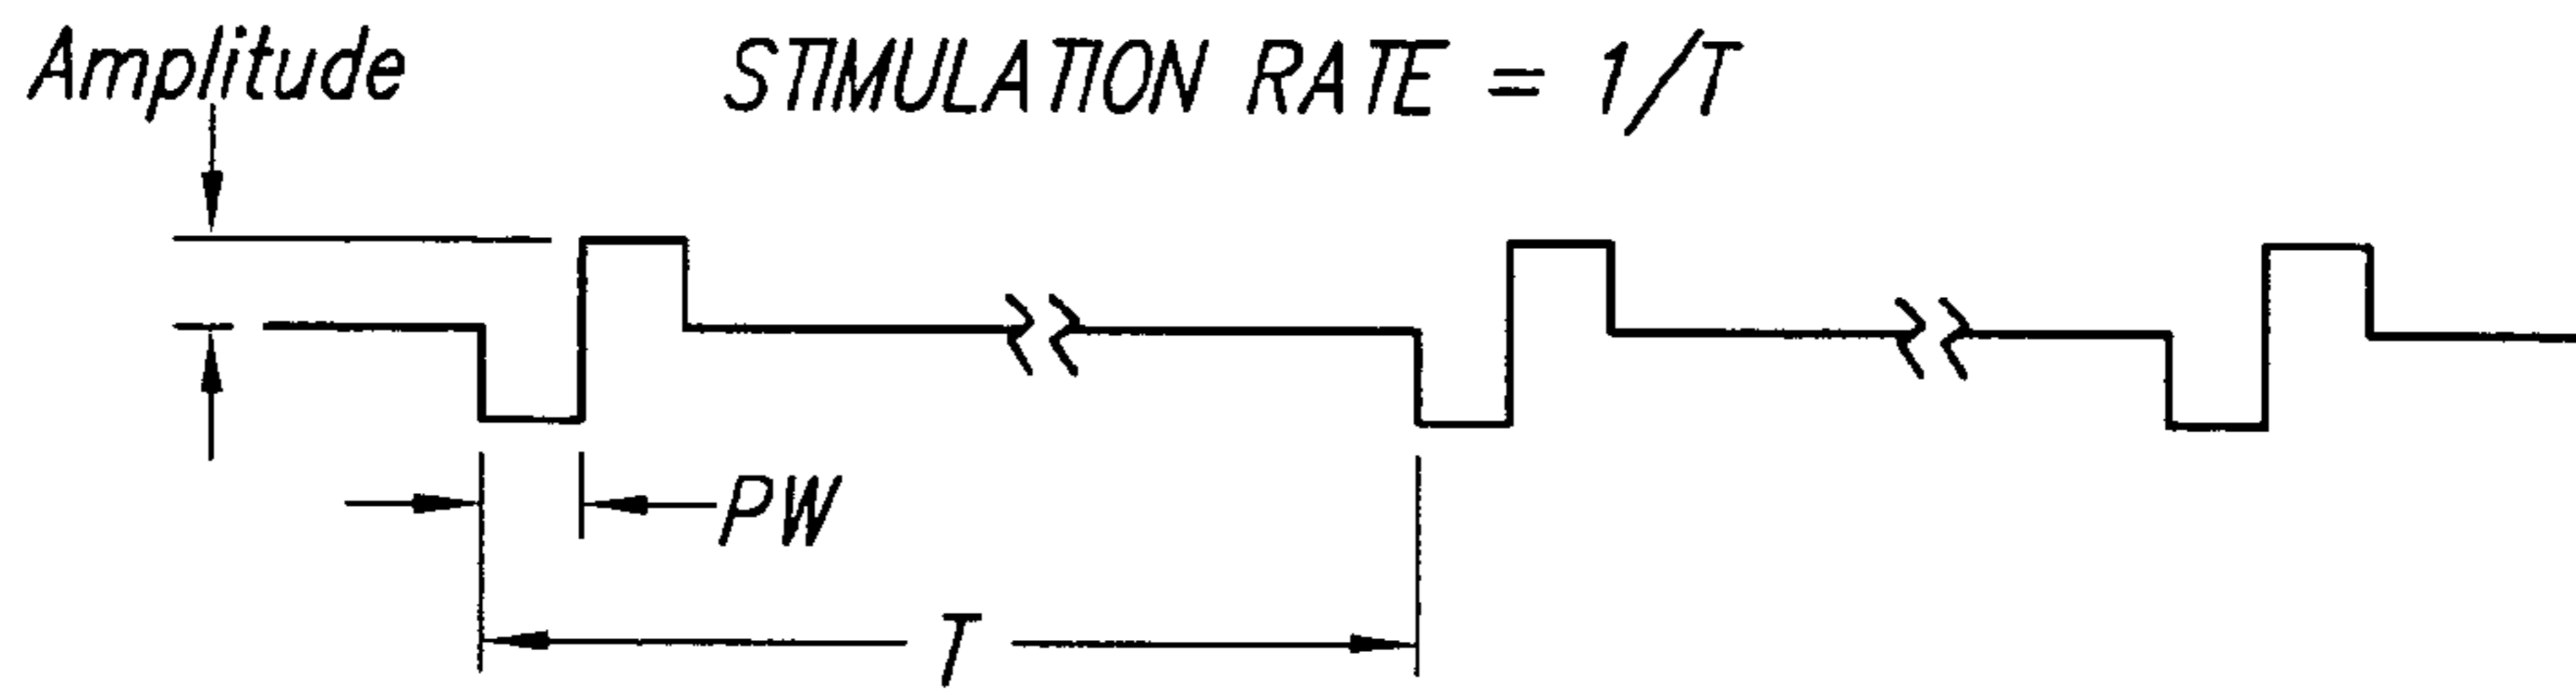 Amplitude
STIMULATION RATE = 1/T
PW
T